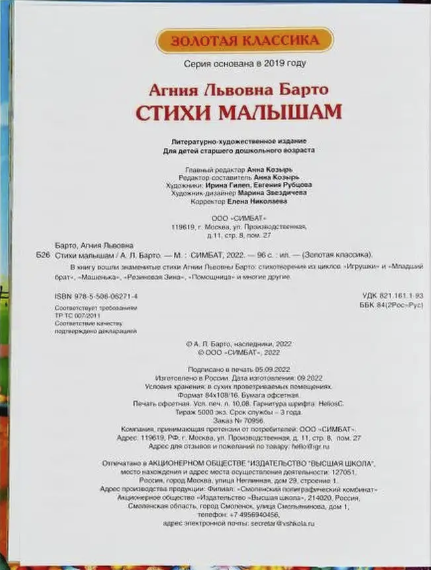 ЗОЛОТАЯ КЛАССИКА
Серия основана в 2019 году
Агния Львовна Барто
СТИХИ МАЛЫШАМ
Литературно-художественное издание
Для детей старшего дошкольного возраста
Главный редактор Анна Козырь
Редактор составитель Анна Козырь
Художники: Ирина Гилеп, Евгения Рубцова
Художник-дизайнер Марина Звездичева
Корректор Елена Николаева
ООО «СИМБАТ»
119619, г. Москва, ул. Производственная,
д.11, стр. 8, пом. 27
Барто, Агния Львовна
Б26 Стихи малышам / А. Л. Барто. — М. : СИМБАТ, 2022. — 96 с. : ил. — (Золотая классика).
В книгу вошли знаменитые стихи Агнии Львовны Барто: стихотворения из циклов «Игрушки» и «Младший
брат», «Машенька», «Резиновая Зина», «Помощница» и многие другие.
ISBN 978-5-506-06271-4
УДК 821.161.1-93
ББК 84(2Рос=Рус)
Соответствует требованиям
ТР ТС 007/2011
Соответствие качеству
подтверждено декларацией
© А. Л. Барто, наследники, 2022
© ООО «СИМБАТ», 2022
Подписано в печать 05.09.2022
Изготовлено в России. Дата изготовления: 09.2022
Условия хранения: в сухих проветриваемых помещениях.
Формат 84х108/16. Бумага офсетная.
Печать офсетная. Усл. печ. л. 10,08. Гарнитура шрифта: HeliosC.
Тираж 5000 экз. Срок службы – 3 года
Заказ № 70956.
Компания, принимающая претензии от потребителей: ООО «СИМБАТ».
Адрес: 119619, РФ, г. Москва, ул. Производственная, д. 11, стр. 8, пом. 27
Адрес для отзывов и пожеланий по товару: hello@igr.ru
Отпечатано в АКЦИОНЕРНОМ ОБЩЕСТВЕ "ИЗДАТЕЛЬСТВО "ВЫСШАЯ ШКОЛА",
место нахождения и адрес места осуществления деятельности: 127051,
Россия, город Москва, улица Неглинная, дом 29, строение 1.
Адрес производства продукции: Филиал: «Смоленский полиграфический комбинат»
Акционерное общество «Издательство «Высшая школа», 214020, Россия,
Смоленская область, город Смоленск, улица Смольянинова, дом 1,
телефон: +7 4956940456,
адрес электронной почты: secretar@vshkola.ru